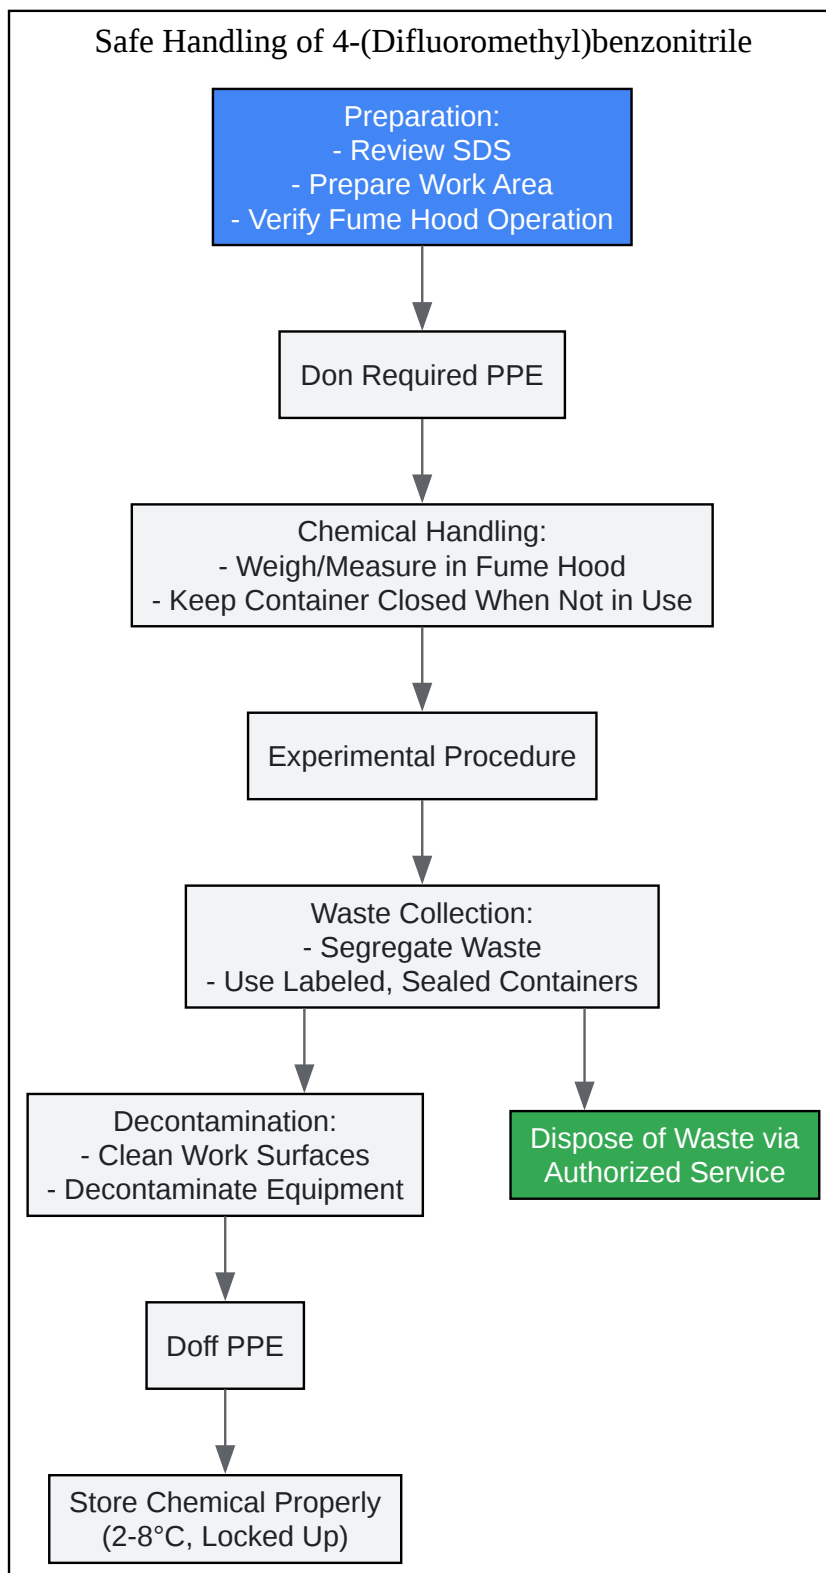 Safe Handling of 4-(Difluoromethyl)benzonitrile
Preparation:
- Review SDS
- Prepare Work Area
- Verify Fume Hood Operation
Don Required PPE
Chemical Handling:
- Weigh/Measure in Fume Hood
- Keep Container Closed When Not in Use
Experimental Procedure
Waste Collection:
- Segregate Waste
- Use Labeled, Sealed Containers
Decontamination:
- Clean Work Surfaces
- Decontaminate Equipment
Dispose of Waste via
Authorized Service
Doff PPE
Store Chemical Properly
(2-8°C, Locked Up)